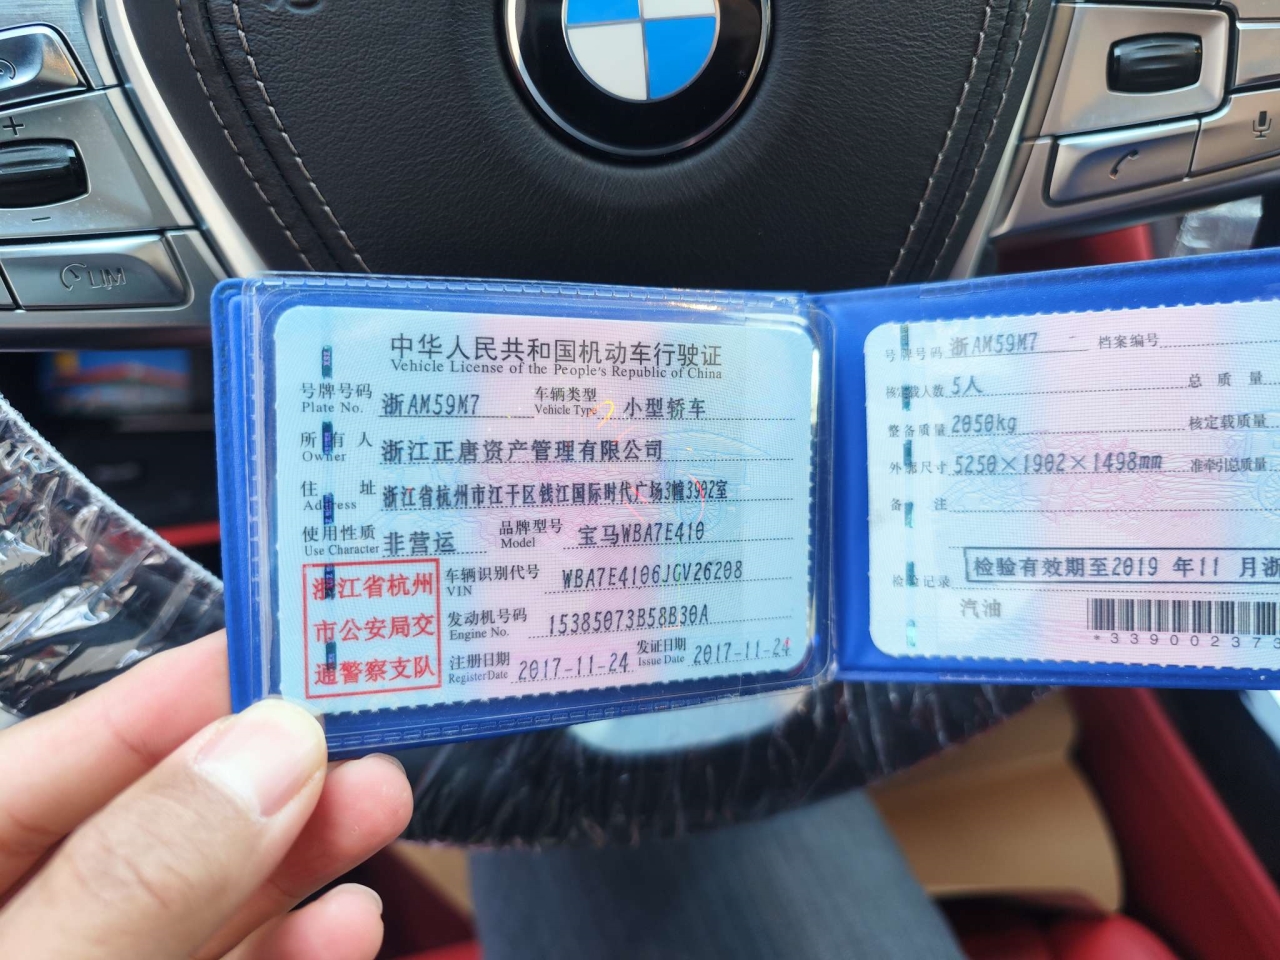 LIM
中华人民共和国机动车行驶证
Vehicle License of the People's Republic of China
号牌号码 浙AM59M7 车辆类型 小型轿车
Plate No. Vehicle Type
所有人 浙江正唐资产管理有限公司
Owner
住址 浙江省杭州市江干区钱江国际时代广场3幢3902室
Address
使用性质 非营运 品牌型号 宝马WBA7E410
Use Character Model
浙江省杭州
市公安局交
通警察支队
车辆识别代号 WBA7E4106JGV26208
VIN
发动机号码 15385073B58B30A
Engine No.
注册日期 2017-11-24 发证日期 2017-11-24
Register Date Issue Date
号牌号码 浙AM59M7 档案编号
核定载人数 5人 总质量
整备质量 2050kg 核定载质量
外廓尺寸 5250×1902×1498mm 准牵引总质量
备注
检验记录 检验有效期至2019 年11 月浙
汽油
*339002373